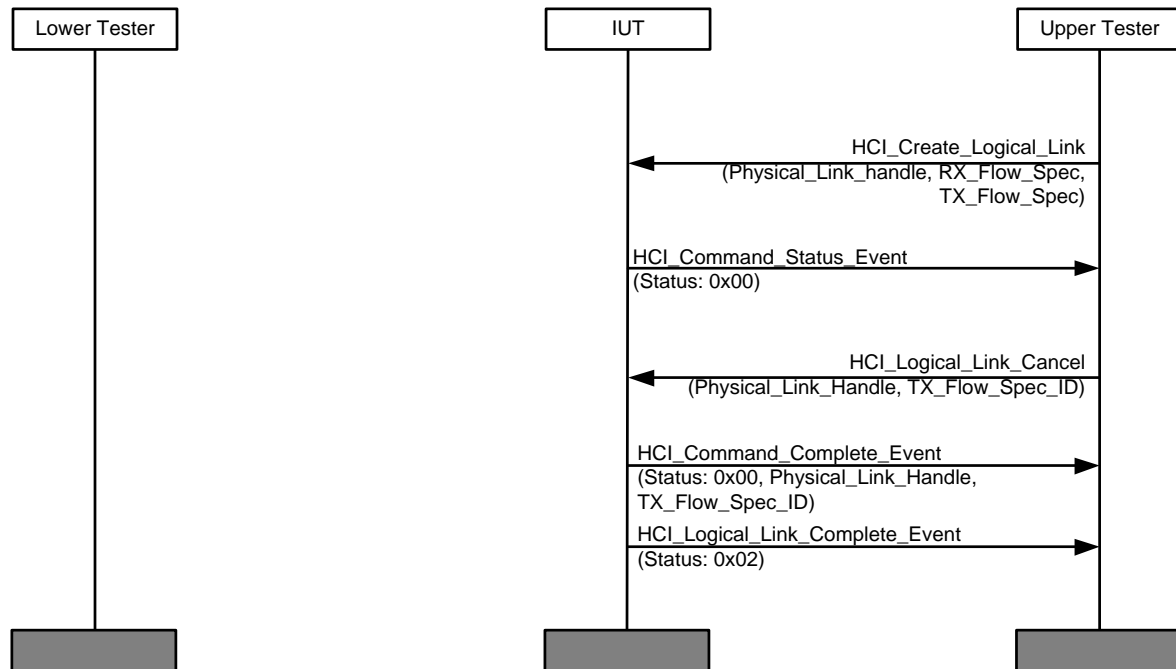 Lower Tester
IUT
Upper Tester
HCI_Create_Logical_Link
(Physical_Link_handle, RX_Flow_Spec,
TX_Flow_Spec)
HCI_Command_Status_Event
(Status: 0x00)
HCI_Logical_Link_Cancel
(Physical_Link_Handle, TX_Flow_Spec_ID)
HCI_Command_Complete_Event
(Status: 0x00, Physical_Link_Handle,
TX_Flow_Spec_ID)
HCI_Logical_Link_Complete_Event
(Status: 0x02)